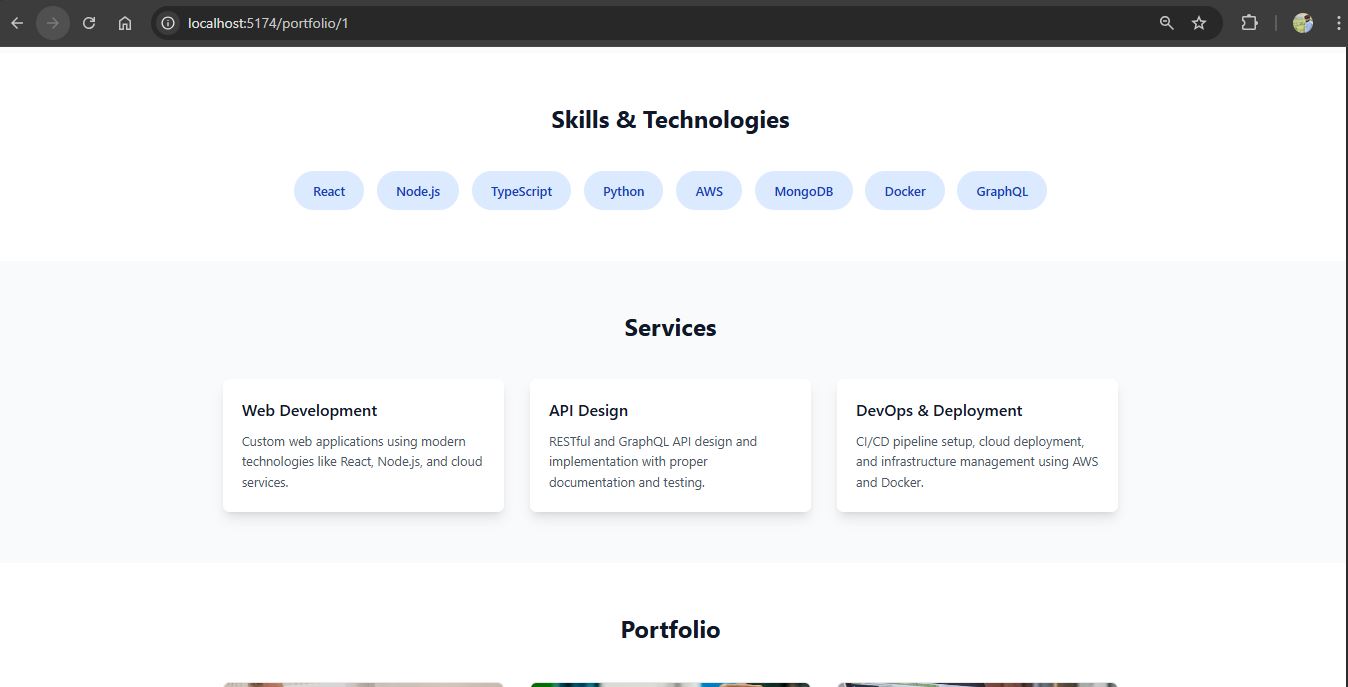 localhost:5174/portfolio/1
Skills & Technologies
React Node.js TypeScript Python AWS MongoDB Docker GraphQL
Services
Web Development
Custom web applications using modern
technologies like React, Node.js, and cloud
services.
API Design
RESTful and GraphQL API design and
implementation with proper
documentation and testing.
DevOps & Deployment
CI/CD pipeline setup, cloud deployment,
and infrastructure management using AWS
and Docker.
Portfolio